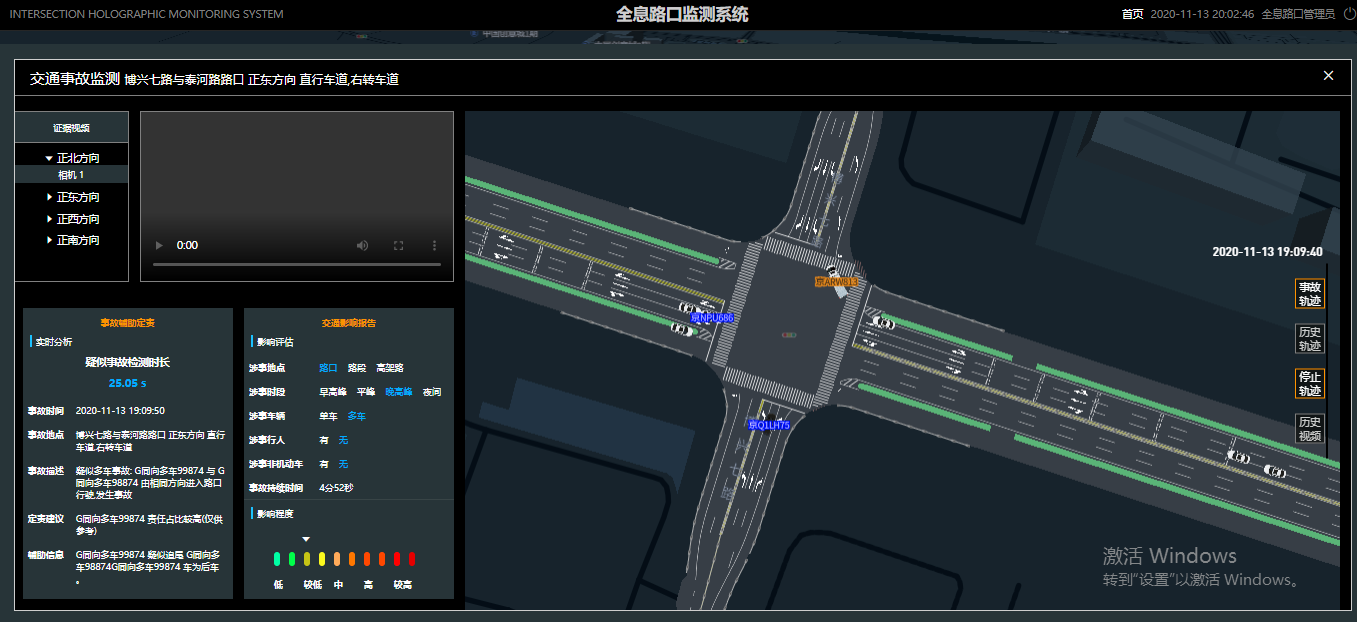 INTERSECTION HOLOGRAPHIC MONITORING SYSTEM
全息路口监测系统
首页 2020-11-13 20:02:46 全息路口管理员
交通事故监测 博兴七路与泰河路路口 正东方向 直行车道,右转车道
证据视频
正北方向
相机 1
正东方向
正西方向
正南方向
0:00
2020-11-13 19:09:40
事故
轨迹
历史
轨迹
停止
轨迹
历史
视频
京NPU686
京Q1LH75
事故辅助定责
实时分析
疑似事故检测时长
25.05 s
事故时间 2020-11-13 19:09:50
事故地点 博兴七路与泰河路路口 正东方向 直行
车道,右转车道
事故描述 疑似多车事故: G同向多车99874 与 G
同向多车98874 由相同方向进入路口
行驶,发生事故
定责建议 G同向多车99874 责任占比较高(仅供
参考)
辅助信息 G同向多车99874 疑似追尾 G同向多
车98874G同向多车99874 车为后车
。
交通影响报告
影响评估
涉事地点 路口 路段 高架路
涉事时段 早高峰 平峰 晚高峰 夜间
涉事车辆 单车 多车
涉事行人 有 无
涉事非机动车 有 无
事故持续时间 4分52秒
影响程度
低 较低 中 高 较高
激活 Windows
转到"设置"以激活 Windows。